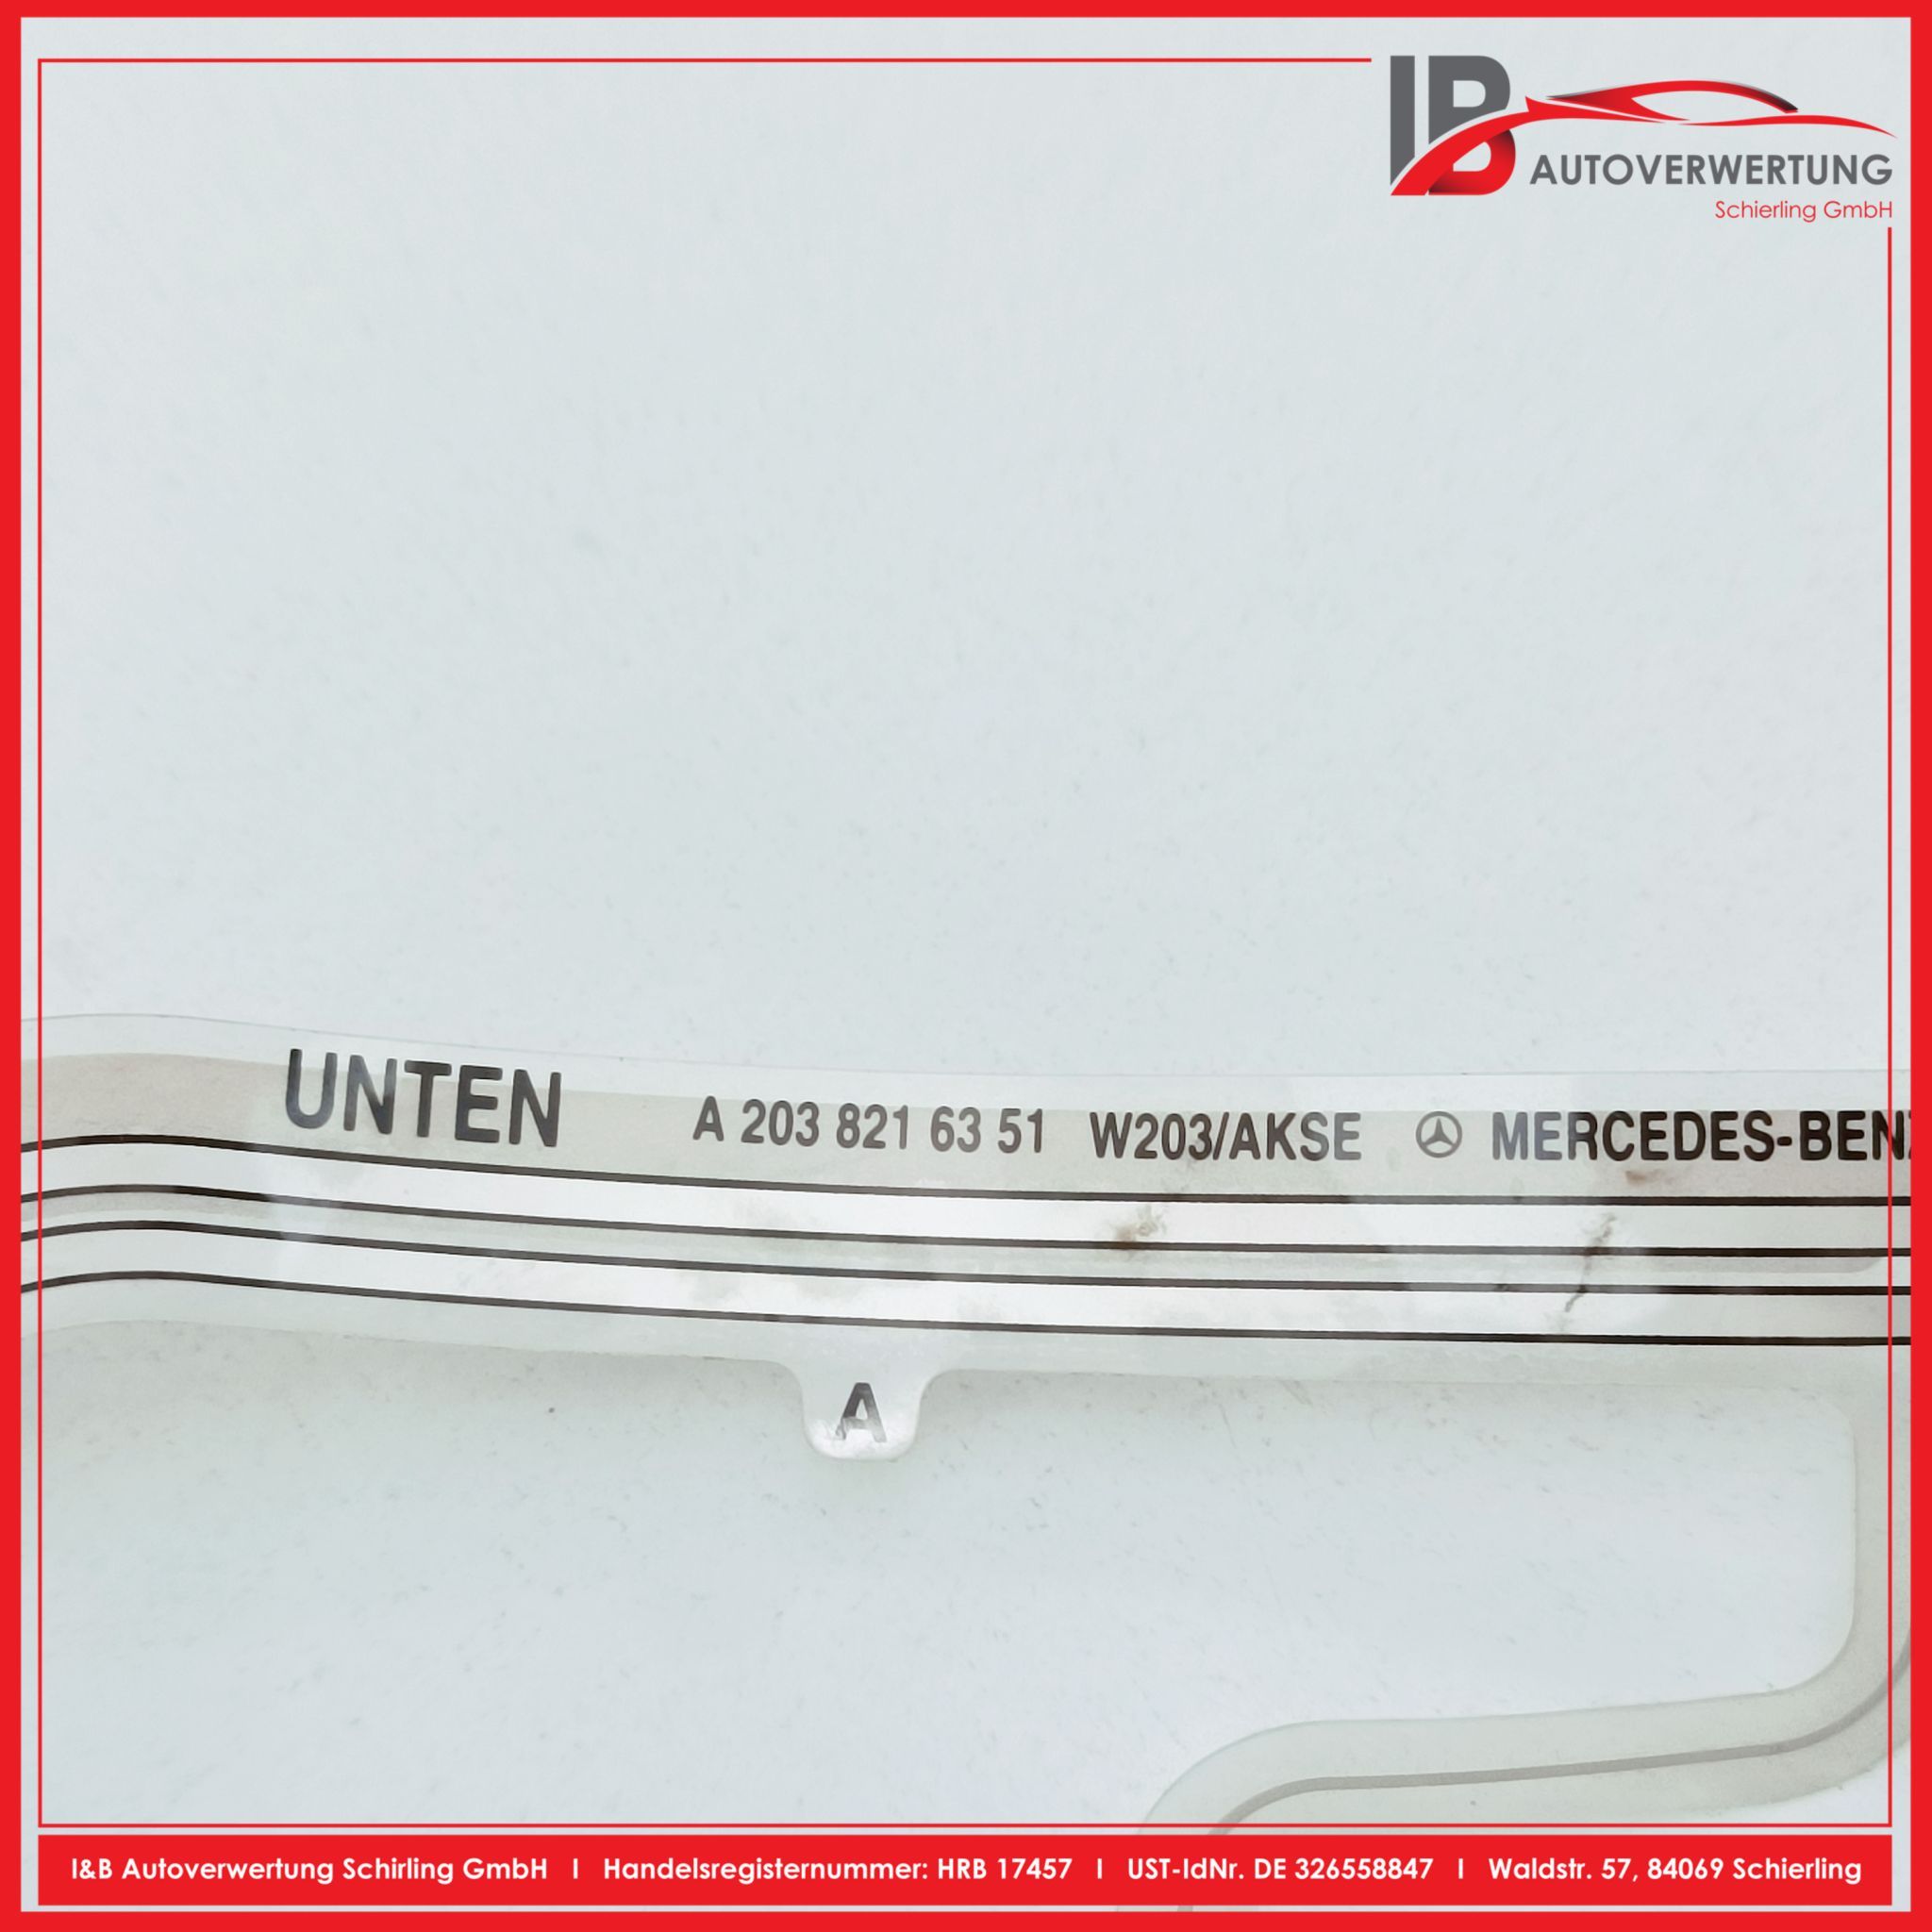 IB AUTOVERWERTUNG
Schierling GmbH
UNTEN A 203 821 63 51 W203/AKSE MERCEDES-BENZ
A
I&B Autoverwertung Schirling GmbH I Handelsregisternummer: HRB 17457 I UST-IdNr. DE 326558847 I Waldstr. 57, 84069 Schierling